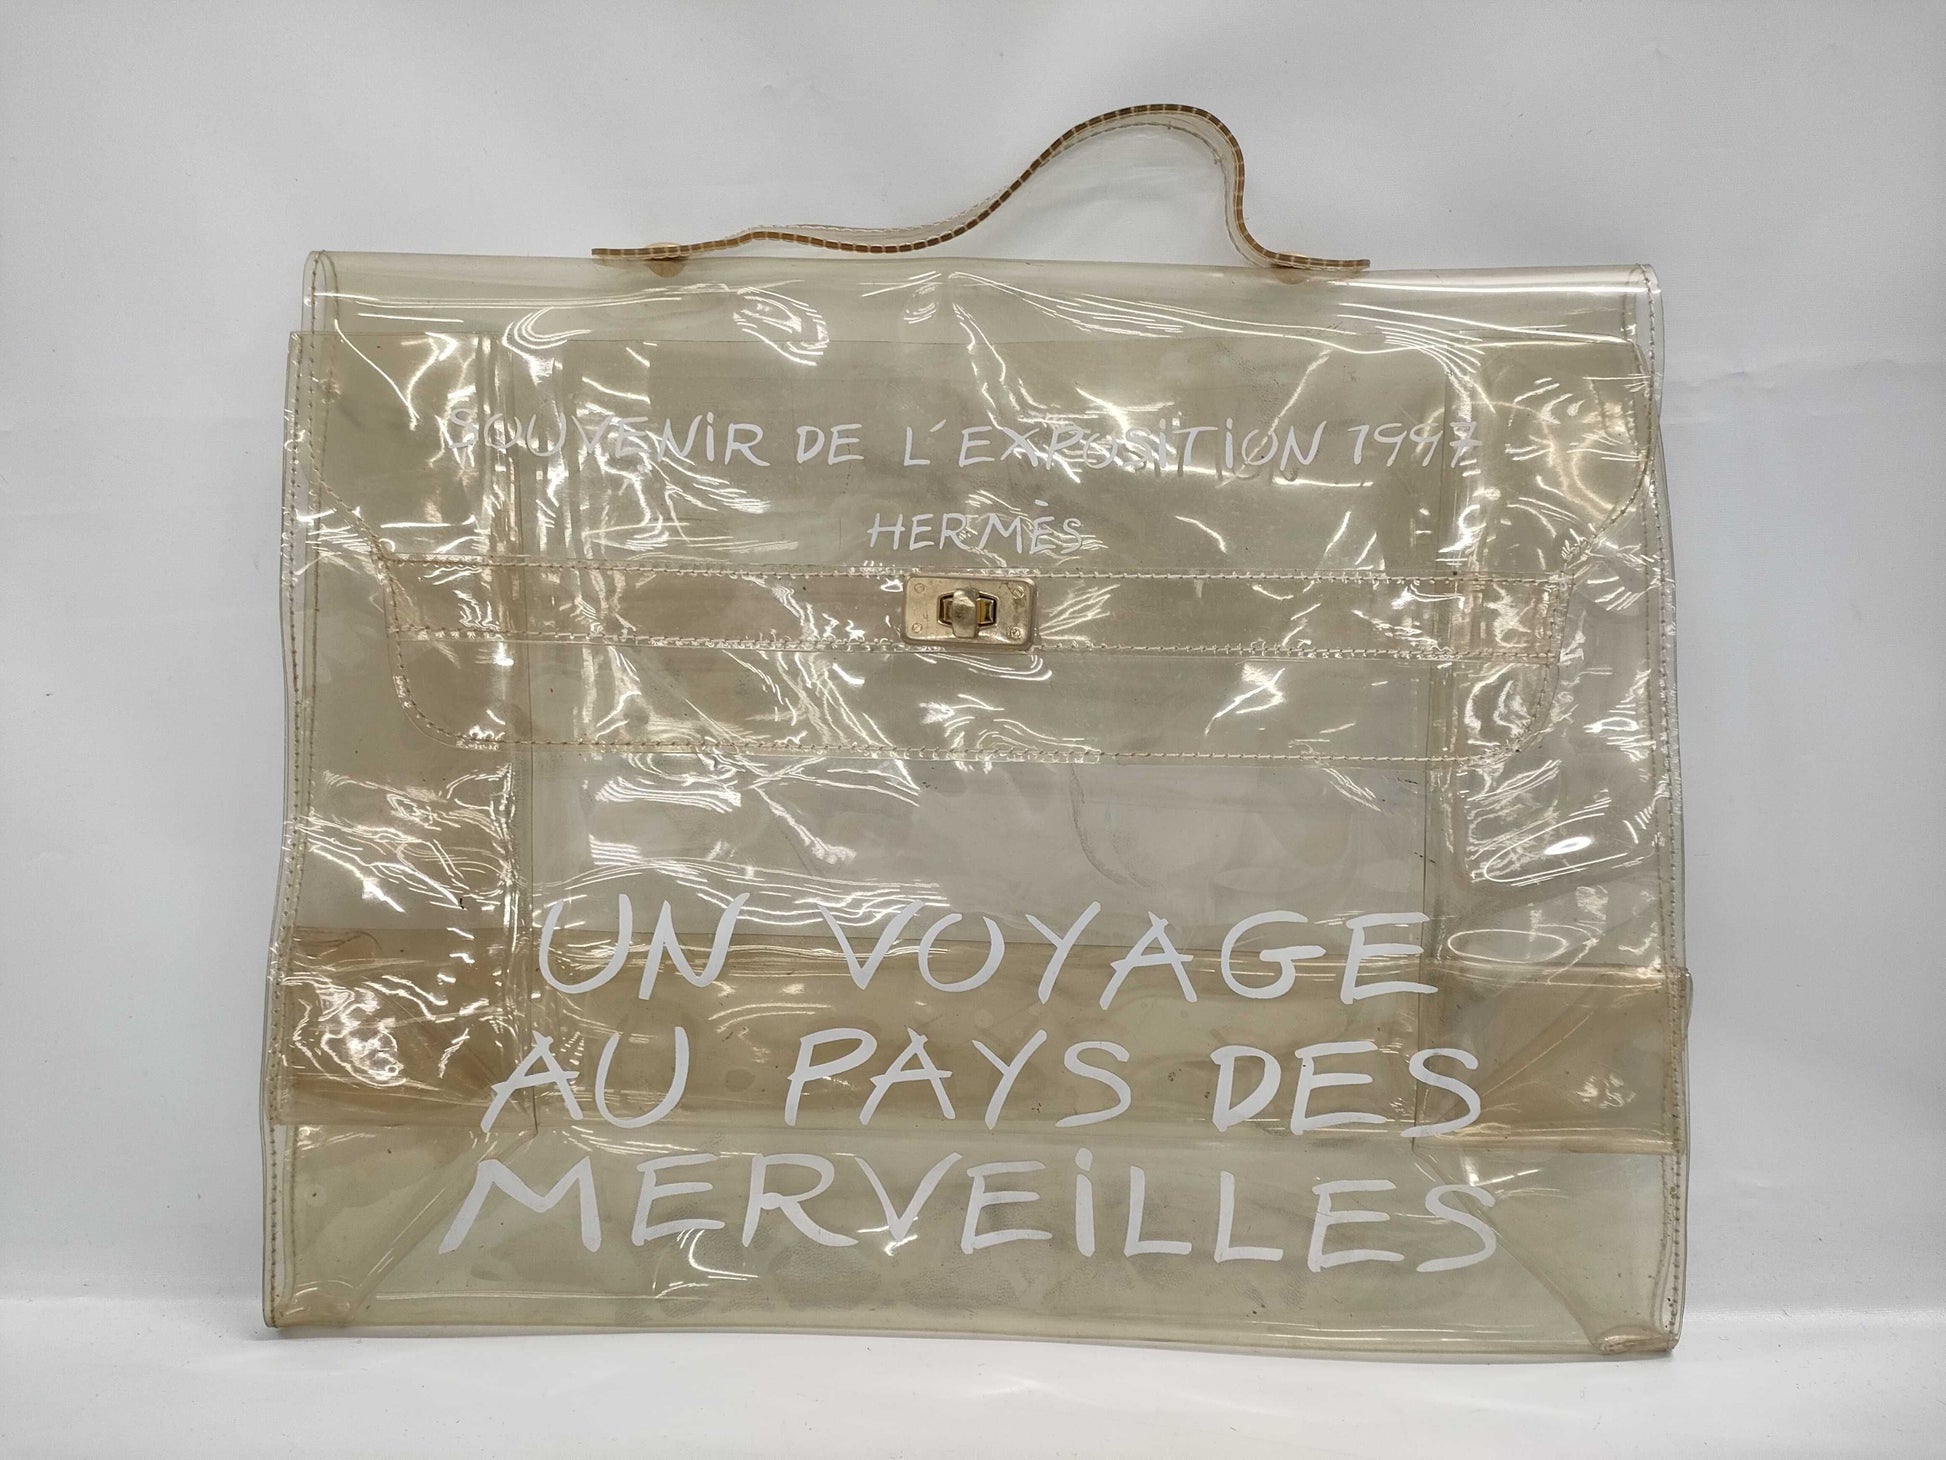 SOUVENiR DE L'EXPOSiTiON 1997
HERMÈS
UN VOYAGE
AU PAYS DES
MERVEiLLES